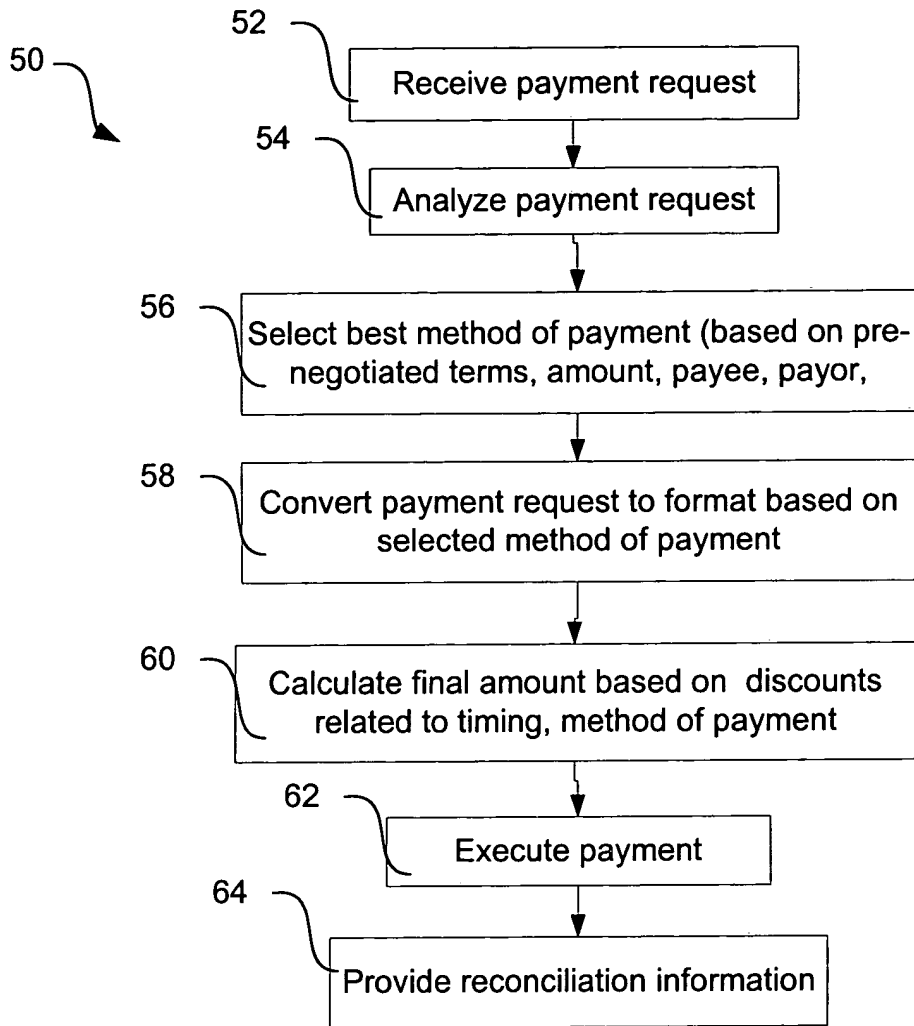 52
50
Receive payment request
54
Analyze payment request
56
Select best method of payment (based on pre-
negotiated terms, amount, payee, payor,
58
Convert payment request to format based on
selected method of payment
60
Calculate final amount based on discounts
related to timing, method of payment
62
Execute payment
64
Provide reconciliation information